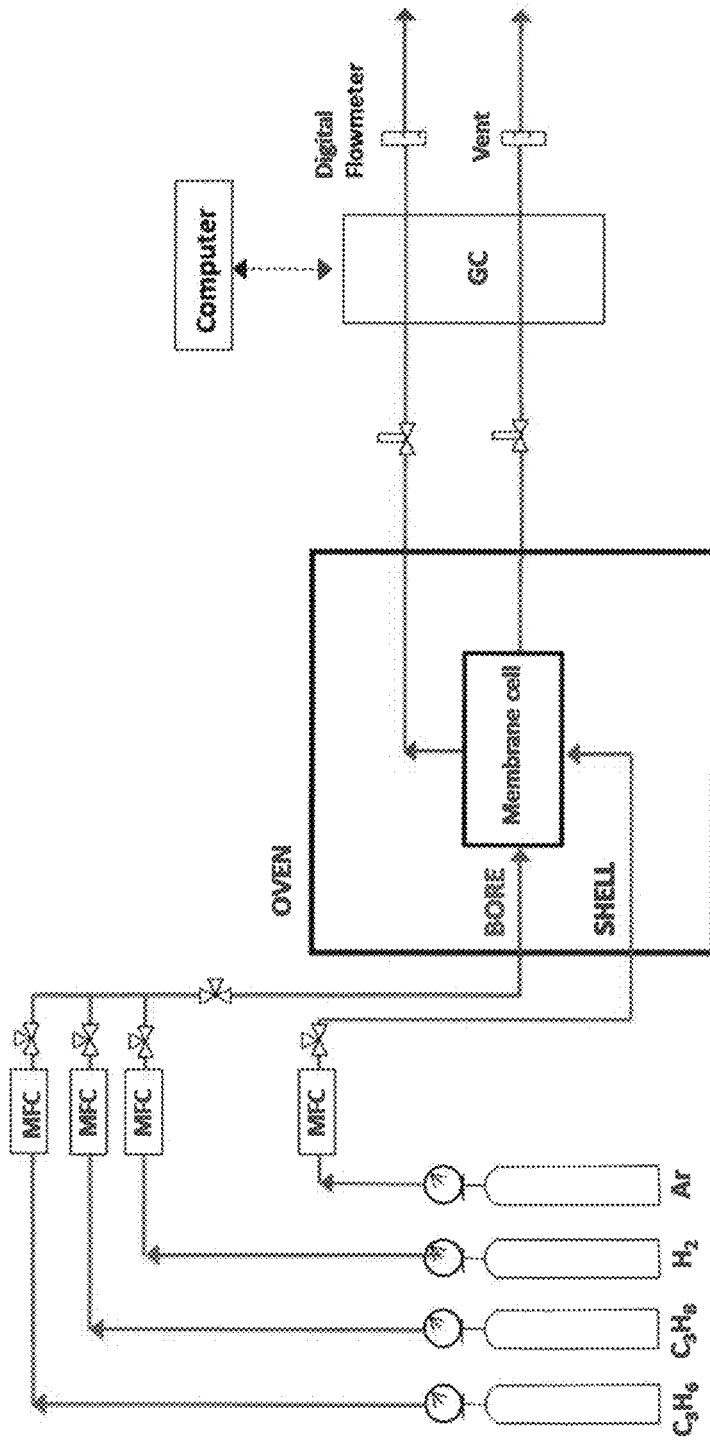 Computer
Digital
Flowmeter
Vent
GC
OVEN
Membrane cell
BORE
SHELL
MFC
MFC
MFC
MFC
C₃H₆
C₃H₈
H₂
Ar